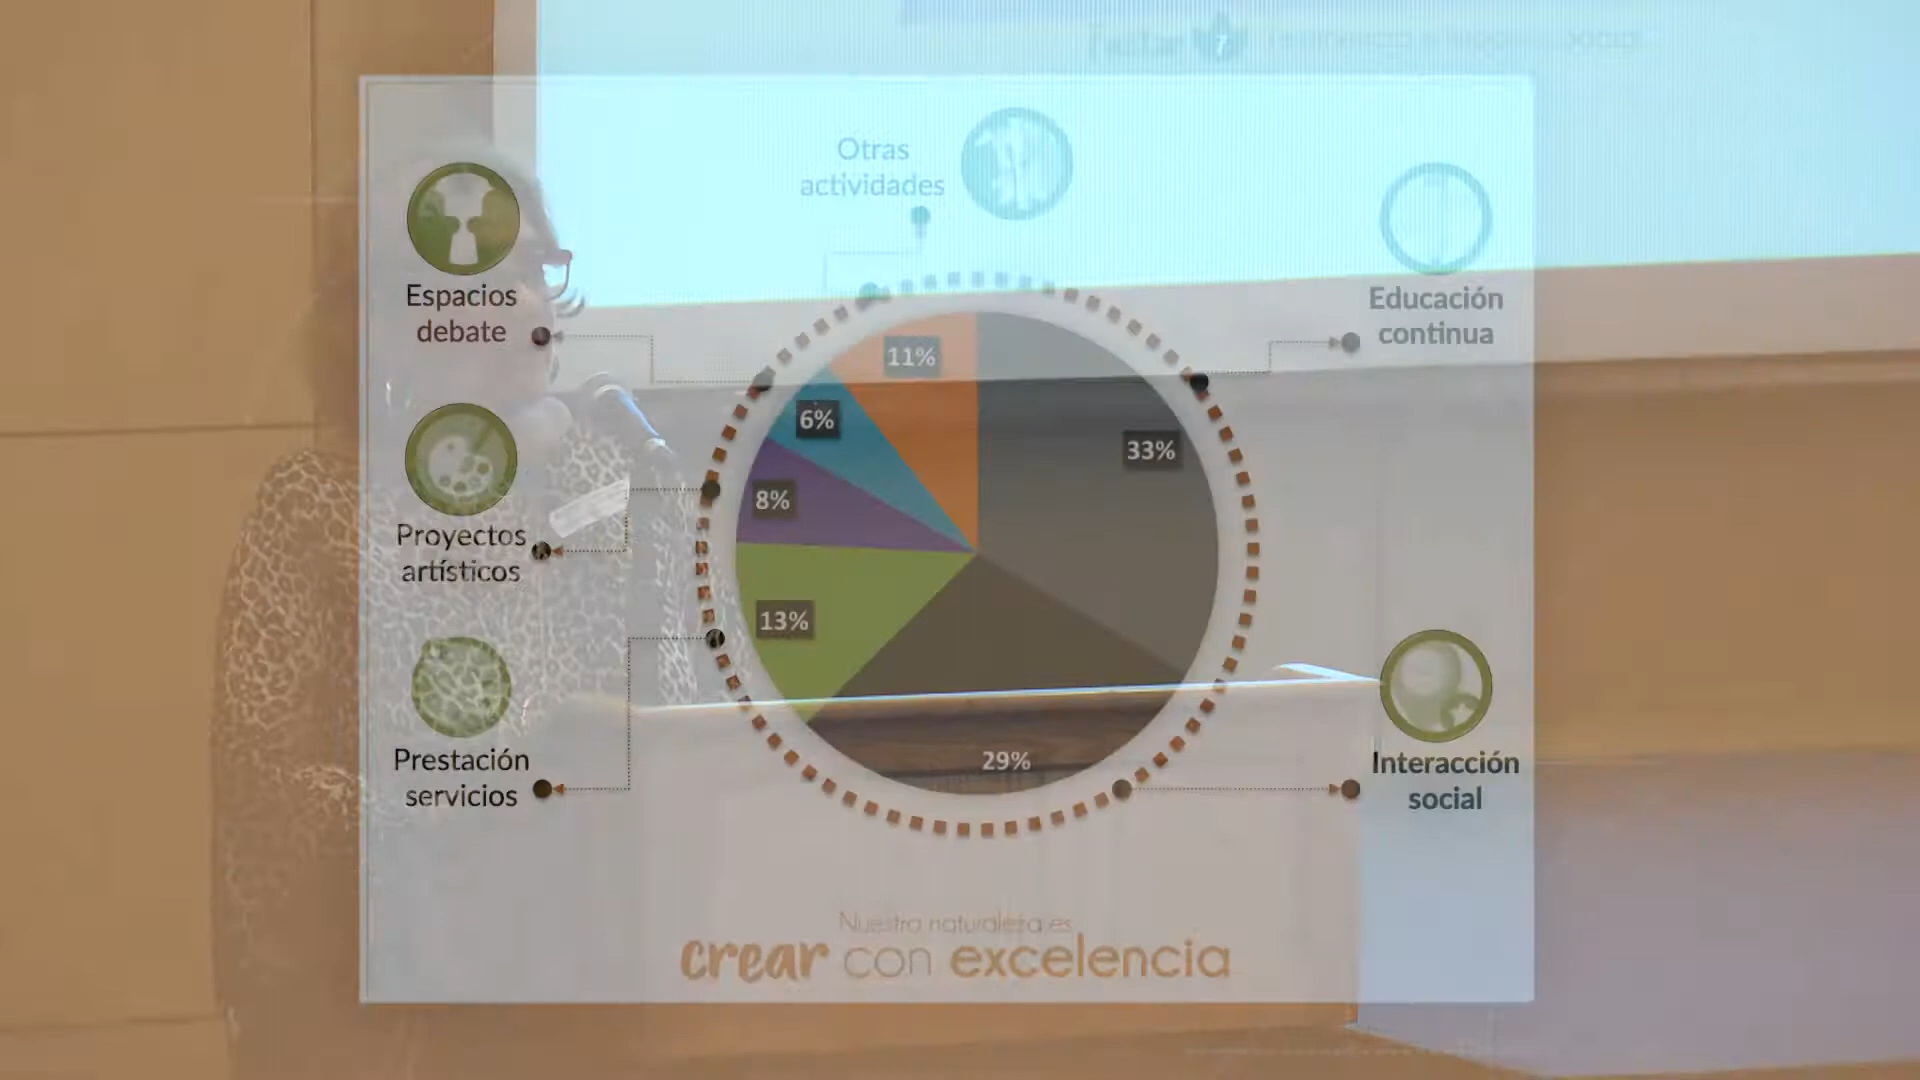 Otras
actividades
Espacios
debate
Educación
continua
11%
6%
33%
8%
Proyectos
artísticos
13%
Prestación
servicios
29%
Interacción
social
Nuestra naturaleza es
crear con excelencia